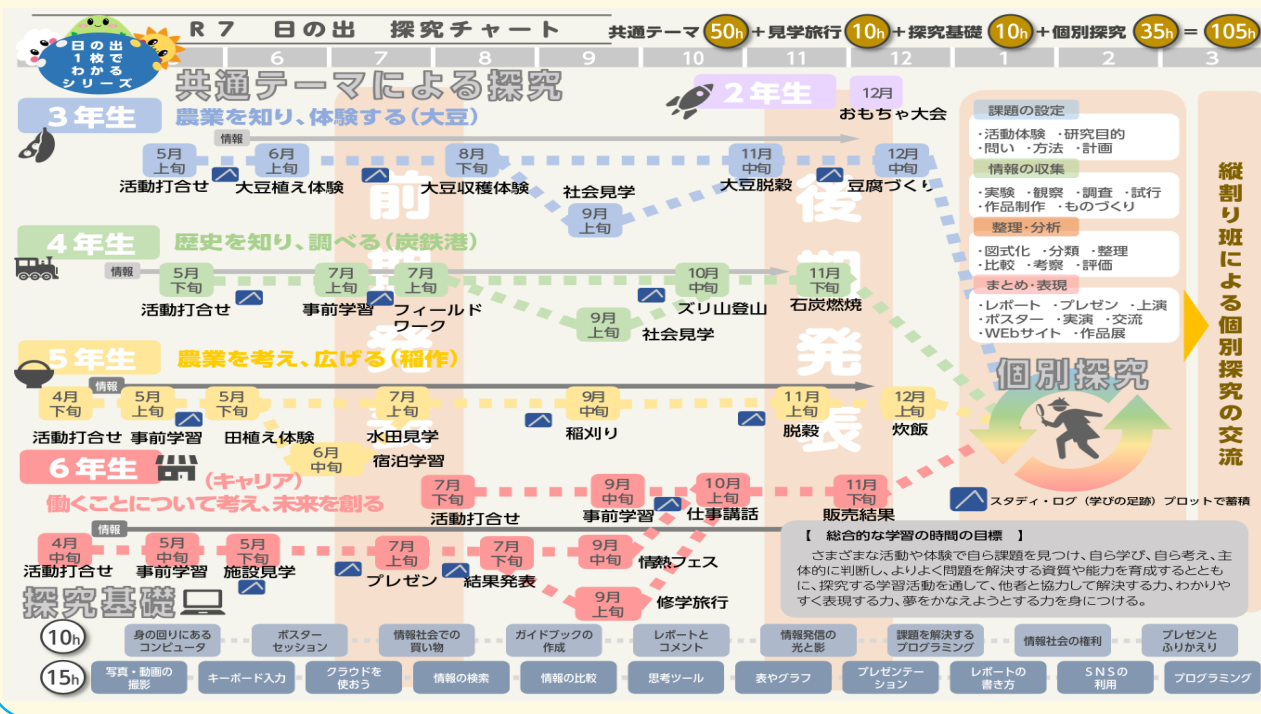 日の出
1枚で
わかる
シリーズ
R7 日の出 探究チャート
共通テーマ 50h +見学旅行 10h +探究基礎 10h +個別探究 35h = 105h
6 7 8 9 10 11 12 1 2 3
共通テーマによる探究
2年生
12月
おもちゃ大会
3年生
農業を知り、体験する(大豆)
情報
5月
上旬
活動打合せ
6月
上旬
大豆植え体験
8月
下旬
大豆収穫体験
社会見学
9月
上旬
11月
中旬
大豆脱穀
12月
中旬
豆腐づくり
前期発表
後期発表
4年生
歴史を知り、調べる(炭鉄港)
情報
5月
下旬
活動打合せ
7月
上旬
事前学習
7月
上旬
フィールド
ワーク
9月
上旬
社会見学
10月
中旬
ズリ山登山
11月
下旬
石炭燃焼
5年生
農業を考え、広げる(稲作)
情報
4月
下旬
活動打合せ
5月
上旬
事前学習
5月
下旬
田植え体験
6月
中旬
宿泊学習
7月
上旬
水田見学
9月
中旬
稲刈り
11月
上旬
脱穀
12月
上旬
炊飯
6年生
(キャリア)
働くことについて考え、未来を創る
7月
下旬
活動打合せ
9月
中旬
事前学習
10月
上旬
仕事講話
11月
下旬
販売結果
情報
4月
中旬
活動打合せ
5月
中旬
事前学習
5月
下旬
施設見学
7月
上旬
プレゼン
7月
下旬
結果発表
9月
中旬
情熱フェス
9月
上旬
修学旅行
課題の設定
・活動体験 ・研究目的
・問い ・方法 ・計画
情報の収集
・実験 ・観察 ・調査 ・試行
・作品制作 ・ものづくり
整理・分析
・図式化 ・分類 ・整理
・比較 ・考察 ・評価
まとめ・表現
・レポート ・プレゼン ・上演
・ポスター ・実演 ・交流
・WEbサイト ・作品展
個別探究
縦割り班による個別探究の交流
スタディ・ログ(学びの足跡)プロットで蓄積
【 総合的な学習の時間の目標 】
さまざまな活動や体験で自ら課題を見つけ、自ら学び、自ら考え、主
体的に判断し、よりよく問題を解決する資質や能力を育成するととも
に、探究する学習活動を通して、他者と協力して解決する力、わかりや
すく表現する力、夢をかなえようとする力を身につける。
探究基礎
10h
身の回りにある
コンピュータ
ポスター
セッション
情報社会での
買い物
ガイドブックの
作成
レポートと
コメント
情報発信の
光と影
課題を解決する
プログラミング
情報社会の権利
プレゼンと
ふりかえり
15h
写真・動画の
撮影
キーボード入力
クラウドを
使おう
情報の検索
情報の比較
思考ツール
表やグラフ
プレゼンテー
ション
レポートの
書き方
SNSの
利用
プログラミング